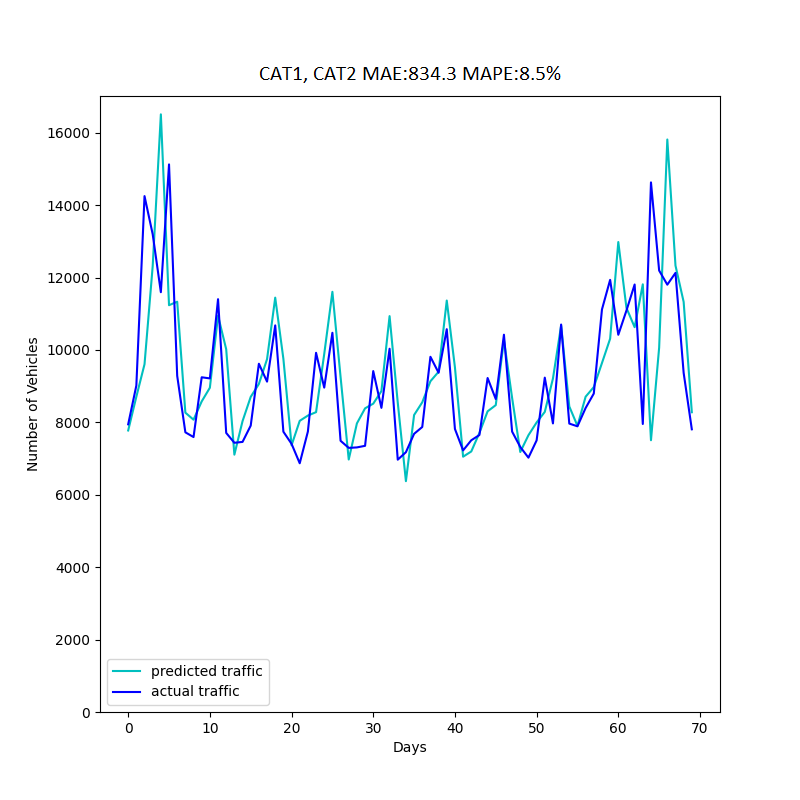 CAT1, CAT2 MAE:834.3 MAPE:8.5%
16000
14000
12000
10000
8000
6000
4000
2000
0
Number of Vehicles
predicted traffic
actual traffic
0 10 20 30 40 50 60 70
Days